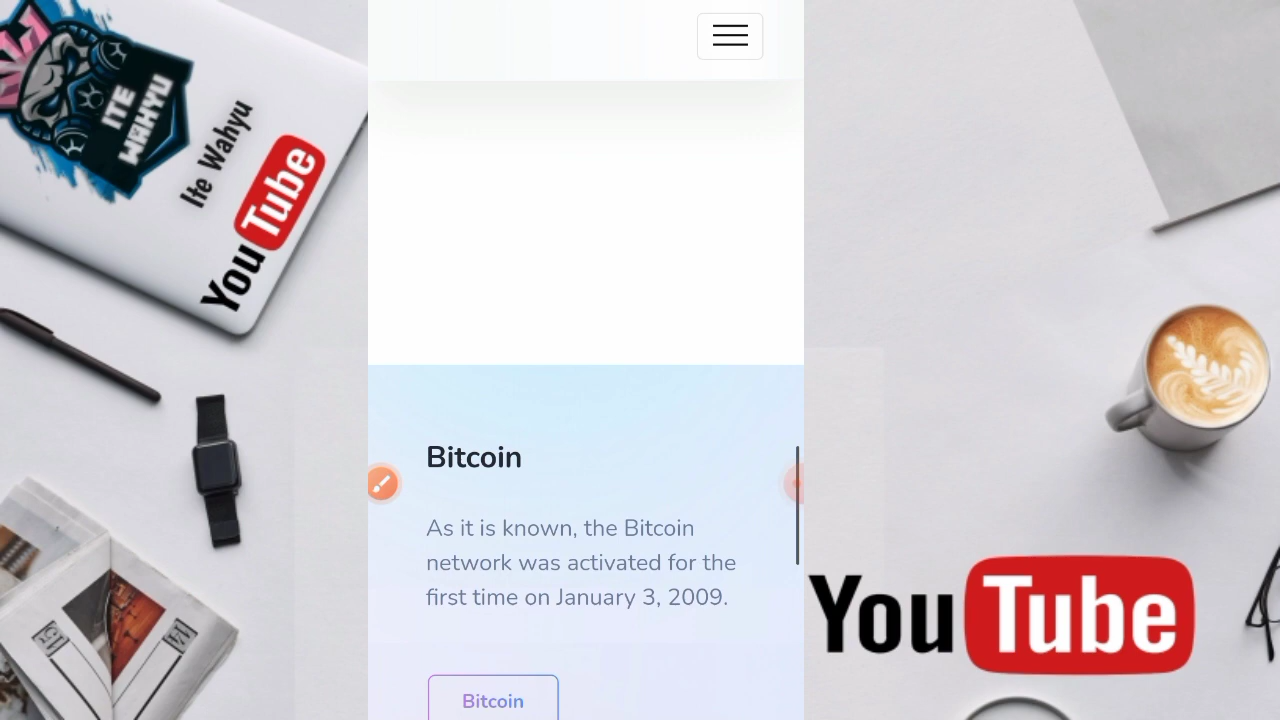 ITE
WAHYU
Ite Wahyu
YouTube
Bitcoin
As it is known, the Bitcoin
network was activated for the
first time on January 3, 2009.
Bitcoin
YouTube